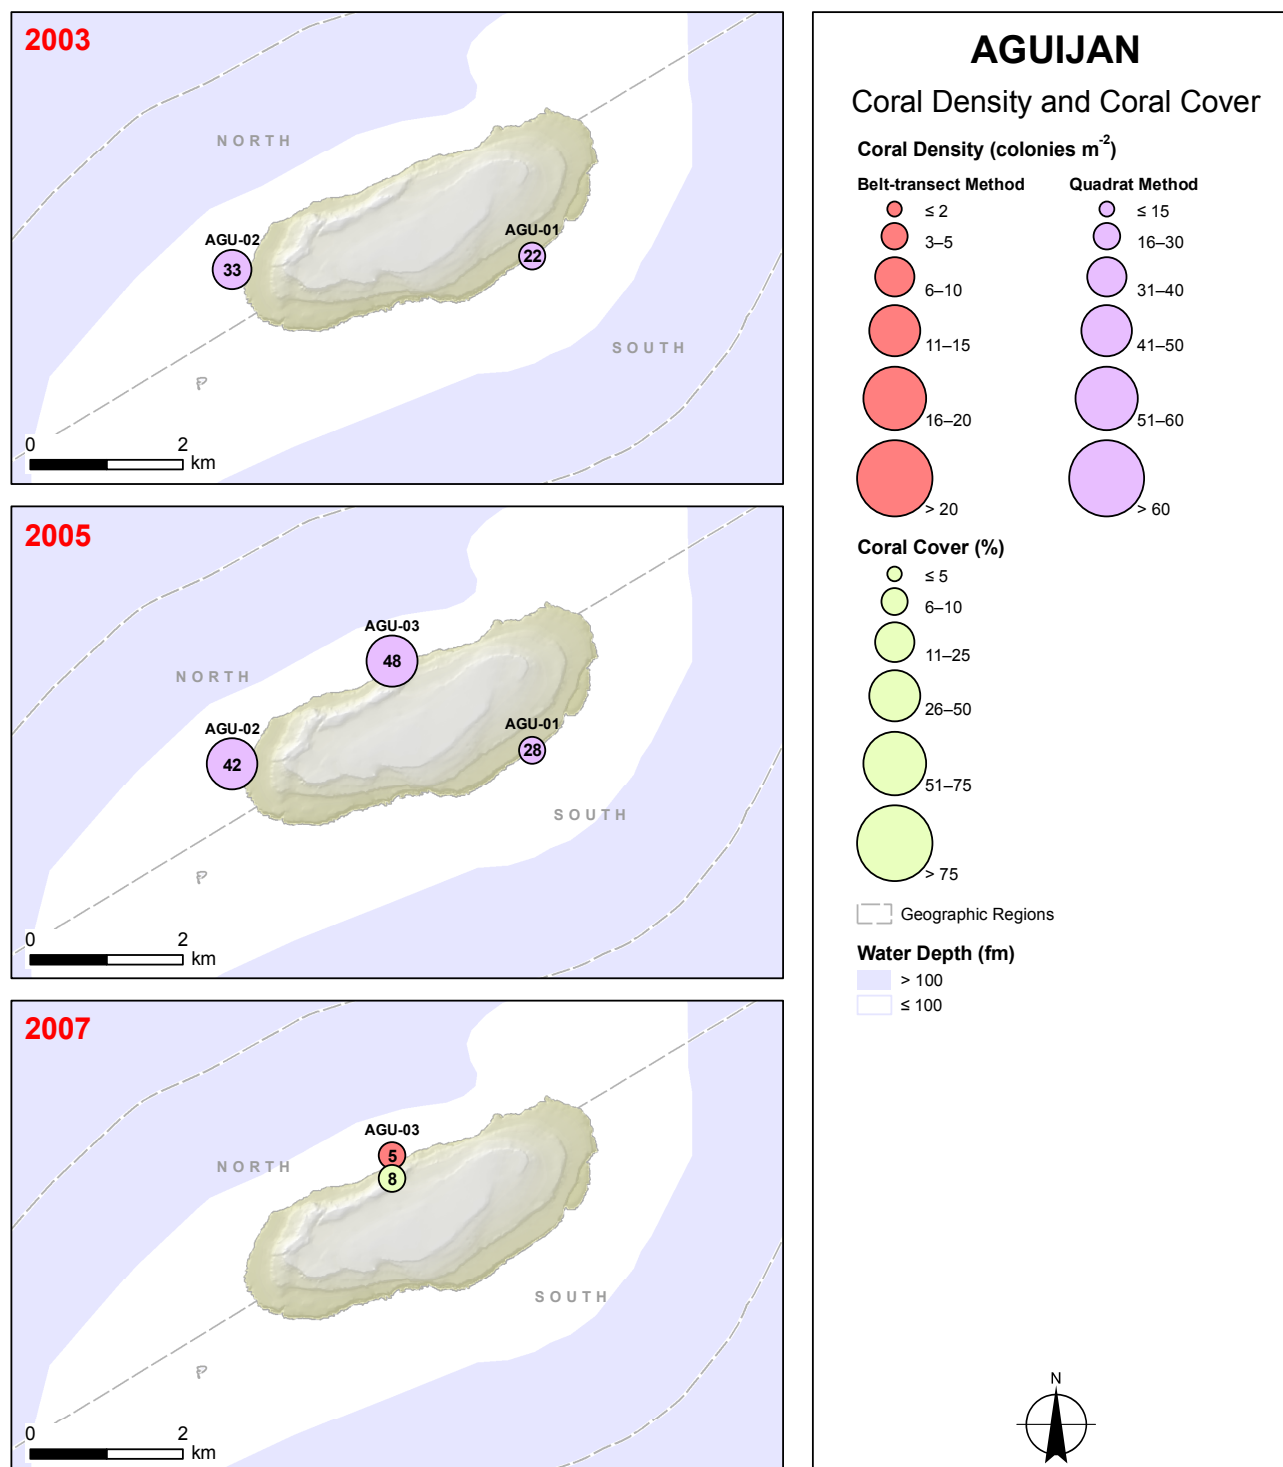 2003
NORTH
AGU-02
33
AGU-01
22
SOUTH
0 2
km
2005
AGU-03
48
NORTH
AGU-02
42
AGU-01
28
SOUTH
0 2
km
2007
AGU-03
5
8
NORTH
SOUTH
0 2
km
AGUIJAN
Coral Density and Coral Cover
Coral Density (colonies m⁻²)
Belt-transect Method
≤ 2
3–5
6–10
11–15
16–20
> 20
Quadrat Method
≤ 15
16–30
31–40
41–50
51–60
> 60
Coral Cover (%)
≤ 5
6–10
11–25
26–50
51–75
> 75
Geographic Regions
Water Depth (fm)
> 100
≤ 100
N